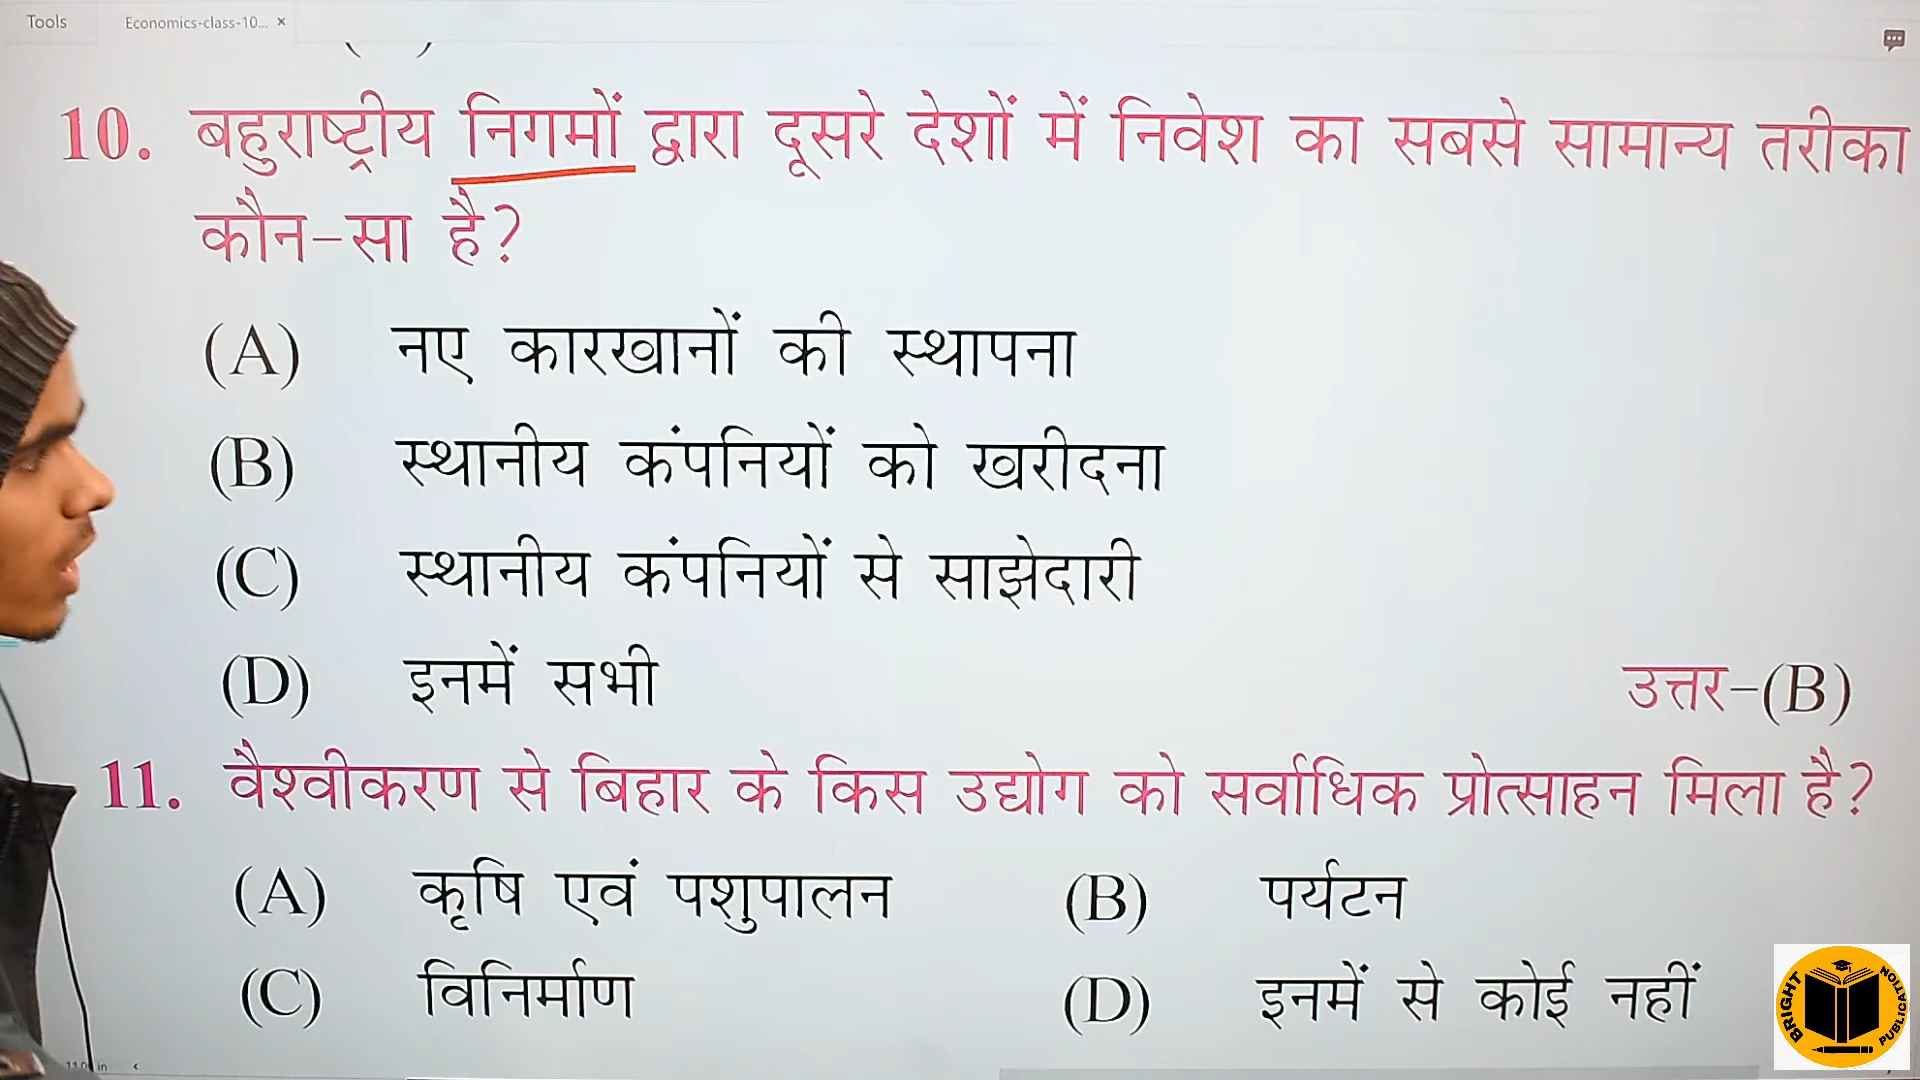 Tools
Economics-class-10... ×
10. बहुराष्ट्रीय निगमों द्वारा दूसरे देशों में निवेश का सबसे सामान्य तरीका
कौन-सा है?
(A) नए कारखानों की स्थापना
(B) स्थानीय कंपनियों को खरीदना
(C) स्थानीय कंपनियों से साझेदारी
(D) इनमें सभी
उत्तर-(B)
11. वैश्वीकरण से बिहार के किस उद्योग को सर्वाधिक प्रोत्साहन मिला है?
(A) कृषि एवं पशुपालन (B) पर्यटन
(C) विनिर्माण (D) इनमें से कोई नहीं
BRIGHT PUBLICATION